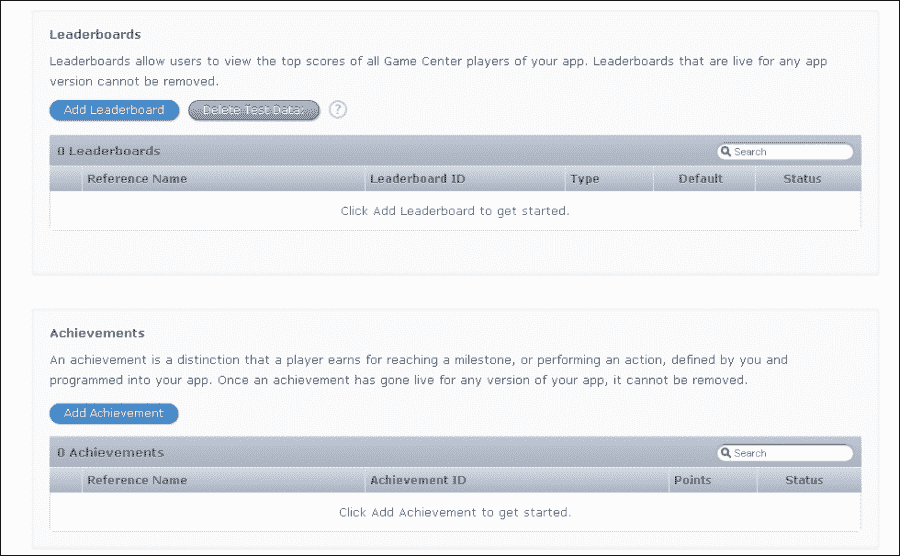 Leaderboards
Leaderboards allow users to view the top scores of all Game Center players of your app. Leaderboards that are live for any app
version cannot be removed.
Add Leaderboard Delete Test Data ?
0 Leaderboards Search
Reference Name Leaderboard ID Type Default Status
Click Add Leaderboard to get started.
Achievements
An achievement is a distinction that a player earns for reaching a milestone, or performing an action, defined by you and
programmed into your app. Once an achievement has gone live for any version of your app, it cannot be removed.
Add Achievement
0 Achievements Search
Reference Name Achievement ID Points Status
Click Add Achievement to get started.